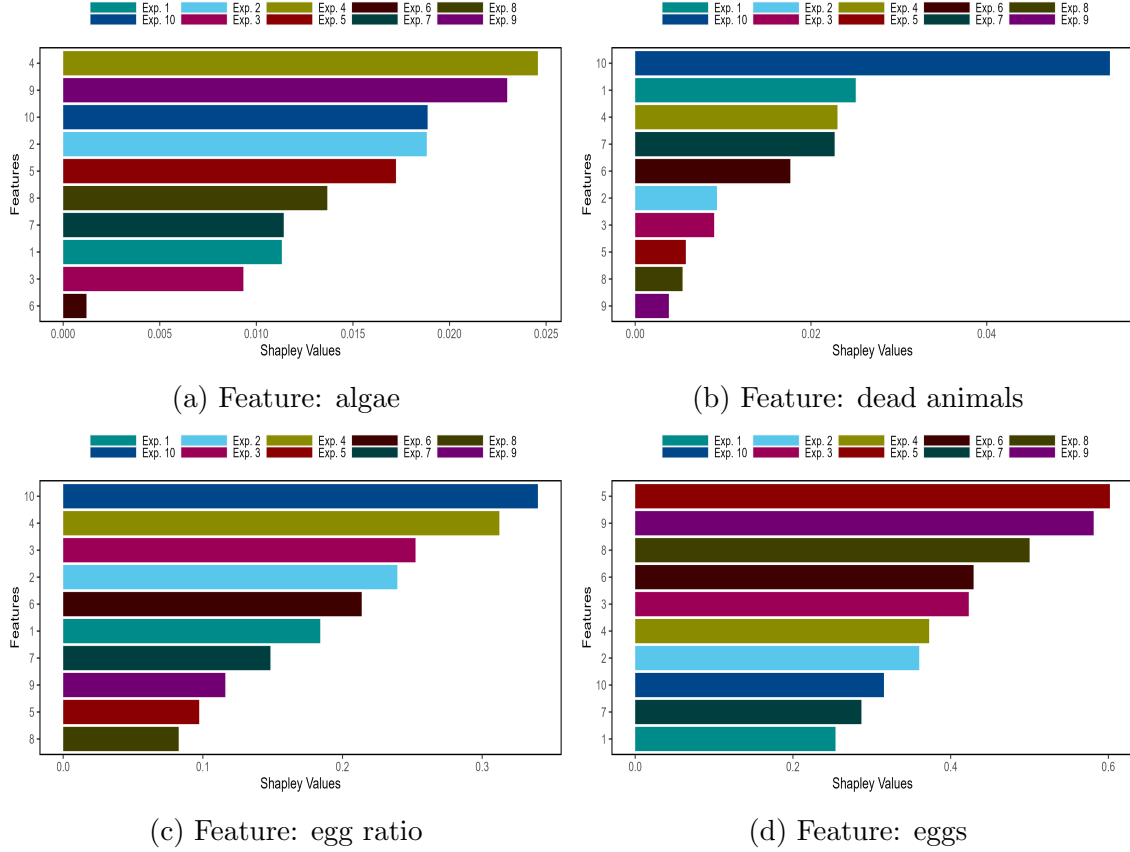 Exp. 1 Exp. 2 Exp. 4 Exp. 6 Exp. 8
Exp. 10 Exp. 3 Exp. 5 Exp. 7 Exp. 9
Features
4
9
10
2
5
8
7
1
3
6
0.000 0.005 0.010 0.015 0.020 0.025
Shapley Values
(a) Feature: algae
Exp. 1 Exp. 2 Exp. 4 Exp. 6 Exp. 8
Exp. 10 Exp. 3 Exp. 5 Exp. 7 Exp. 9
Features
10
1
4
7
6
2
3
5
8
9
0.00 0.02 0.04
Shapley Values
(b) Feature: dead animals
Exp. 1 Exp. 2 Exp. 4 Exp. 6 Exp. 8
Exp. 10 Exp. 3 Exp. 5 Exp. 7 Exp. 9
Features
10
4
3
2
6
1
7
9
5
8
0.0 0.1 0.2 0.3
Shapley Values
(c) Feature: egg ratio
Exp. 1 Exp. 2 Exp. 4 Exp. 6 Exp. 8
Exp. 10 Exp. 3 Exp. 5 Exp. 7 Exp. 9
Features
5
9
8
6
3
4
2
10
7
1
0.0 0.2 0.4 0.6
Shapley Values
(d) Feature: eggs